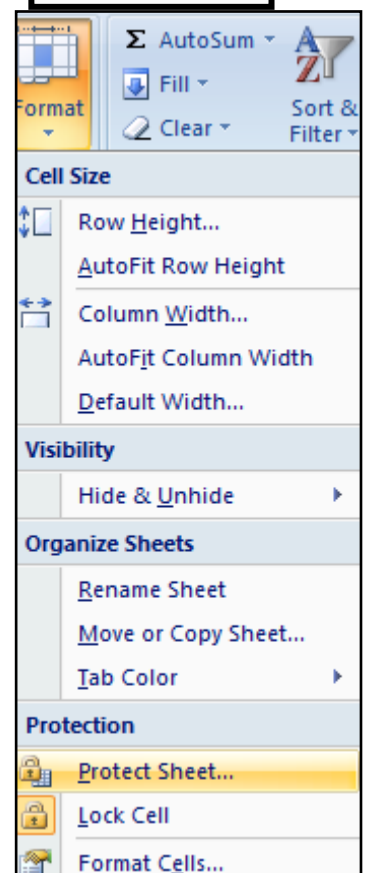 Σ AutoSum
Fill
Clear
Format
Sort &
Filter
Cell Size
Row Height...
AutoFit Row Height
Column Width...
AutoFit Column Width
Default Width...
Visibility
Hide & Unhide
Organize Sheets
Rename Sheet
Move or Copy Sheet...
Tab Color
Protection
Protect Sheet...
Lock Cell
Format Cells...